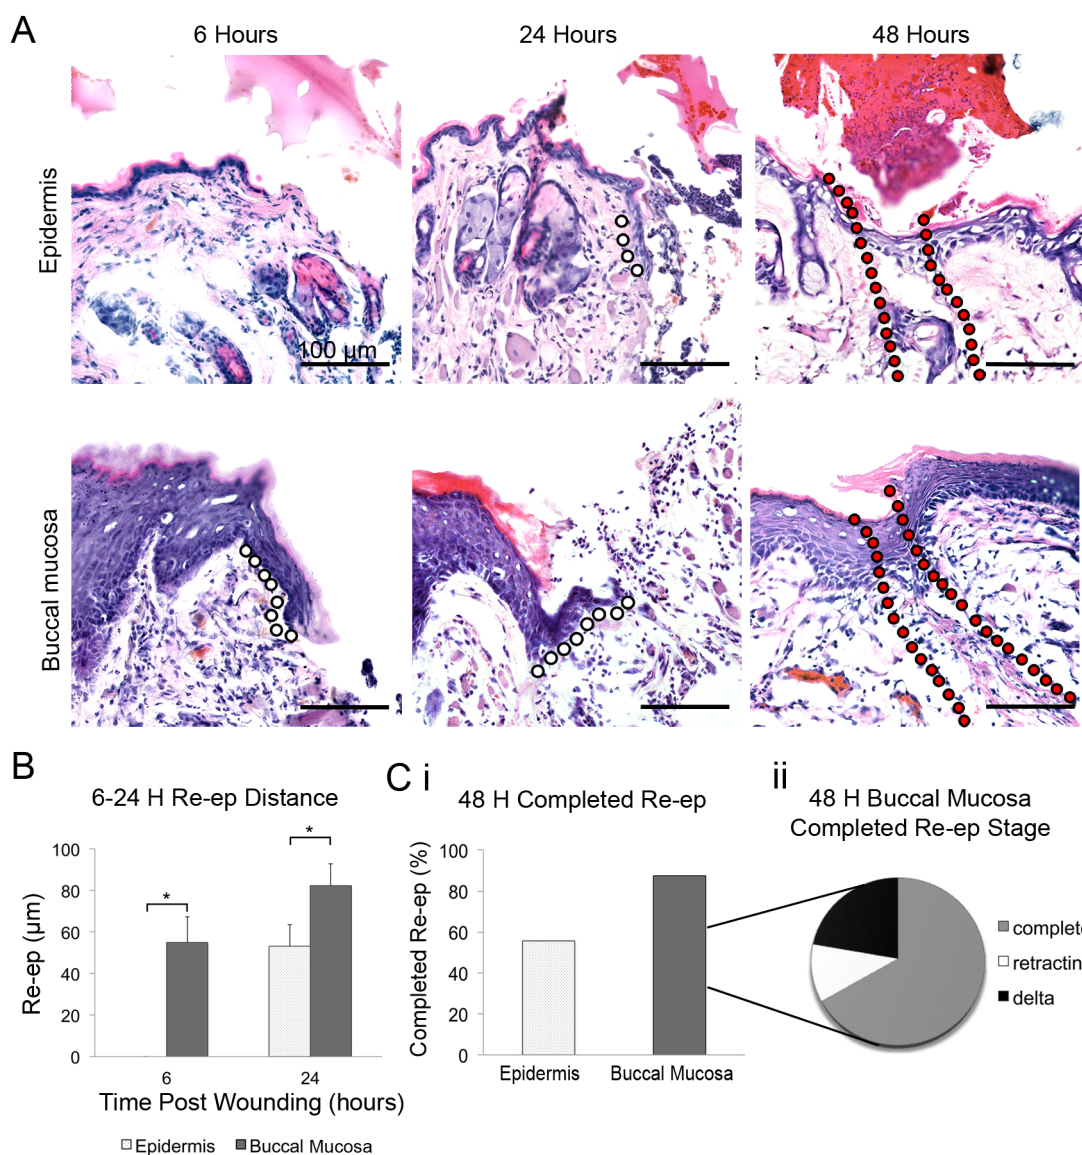 A
6 Hours
24 Hours
48 Hours
Epidermis
100 µm
Buccal mucosa
B
6-24 H Re-ep Distance
Re-ep (µm)
100
80
60
40
20
0
*
*
6
24
Time Post Wounding (hours)
Epidermis
Buccal Mucosa
C i
48 H Completed Re-ep
Completed Re-ep (%)
100
80
60
40
20
0
Epidermis
Buccal Mucosa
ii
48 H Buccal Mucosa
Completed Re-ep Stage
complete
retractin
delta